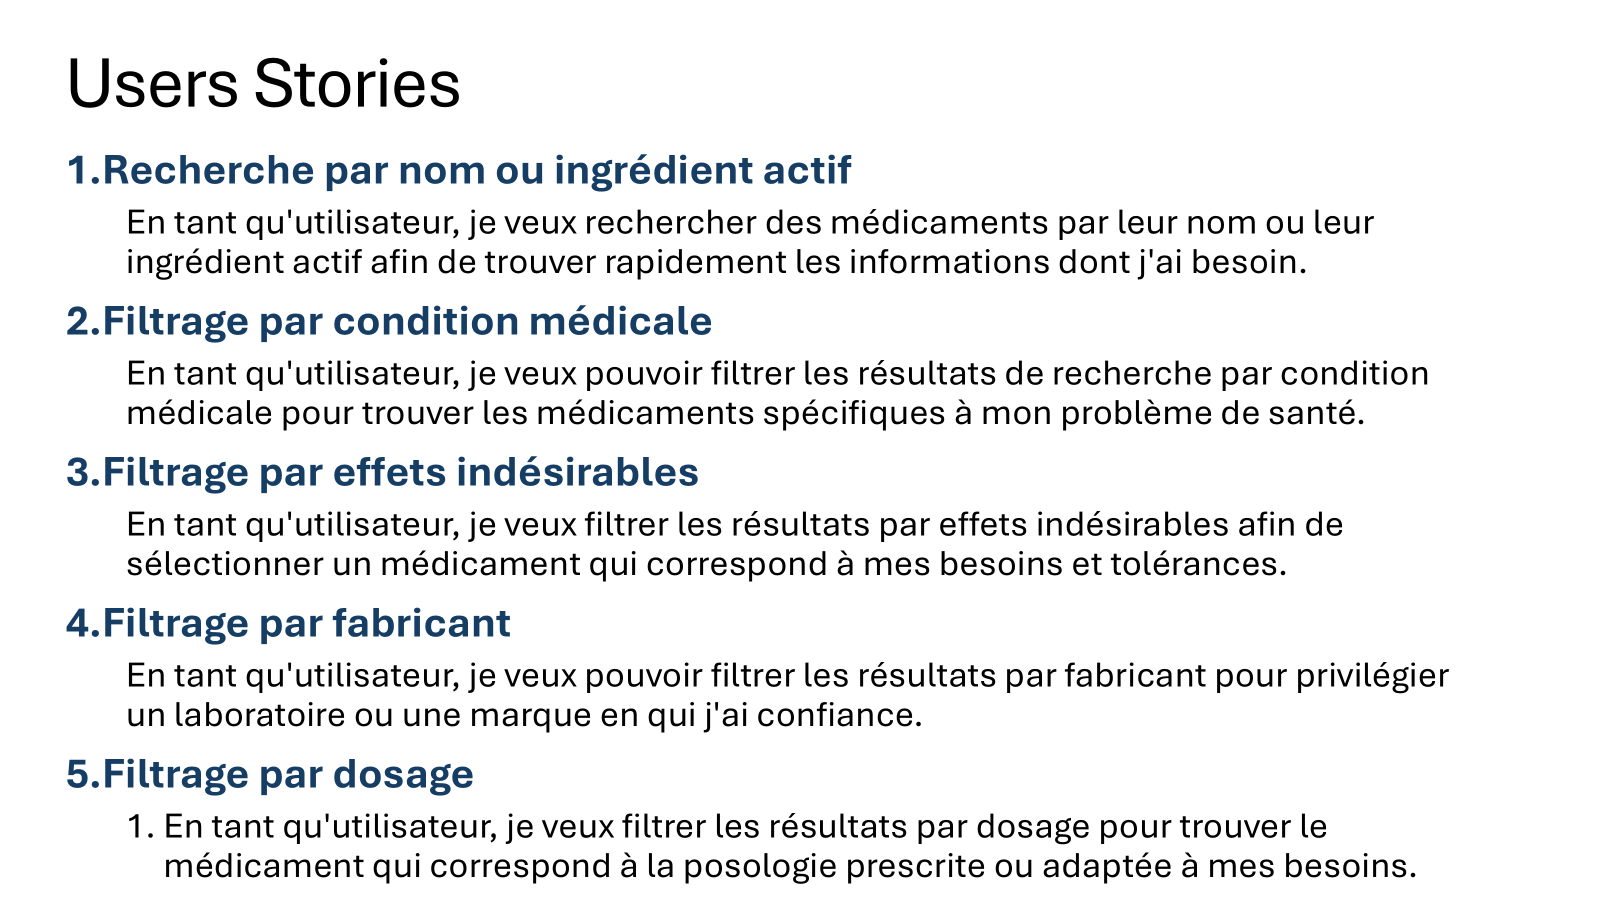 Users Stories
1.Recherche par nom ou ingrédient actif
En tant qu'utilisateur, je veux rechercher des médicaments par leur nom ou leur
ingrédient actif afin de trouver rapidement les informations dont j'ai besoin.
2.Filtrage par condition médicale
En tant qu'utilisateur, je veux pouvoir filtrer les résultats de recherche par condition
médicale pour trouver les médicaments spécifiques à mon problème de santé.
3.Filtrage par effets indésirables
En tant qu'utilisateur, je veux filtrer les résultats par effets indésirables afin de
sélectionner un médicament qui correspond à mes besoins et tolérances.
4.Filtrage par fabricant
En tant qu'utilisateur, je veux pouvoir filtrer les résultats par fabricant pour privilégier
un laboratoire ou une marque en qui j'ai confiance.
5.Filtrage par dosage
1. En tant qu'utilisateur, je veux filtrer les résultats par dosage pour trouver le
médicament qui correspond à la posologie prescrite ou adaptée à mes besoins.